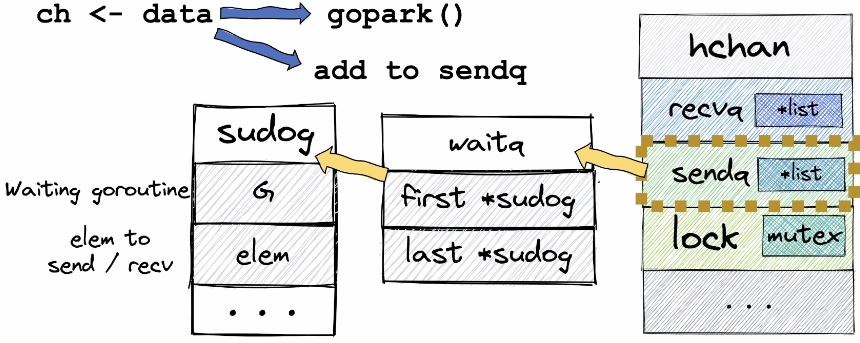 ch <- data
gopark()
add to sendq
hchan
recvq
*list
sendq
*list
lock
mutex
. . .
waitq
first *sudog
last *sudog
sudog
Waiting goroutine
G
elem to
send / recv
elem
. . .